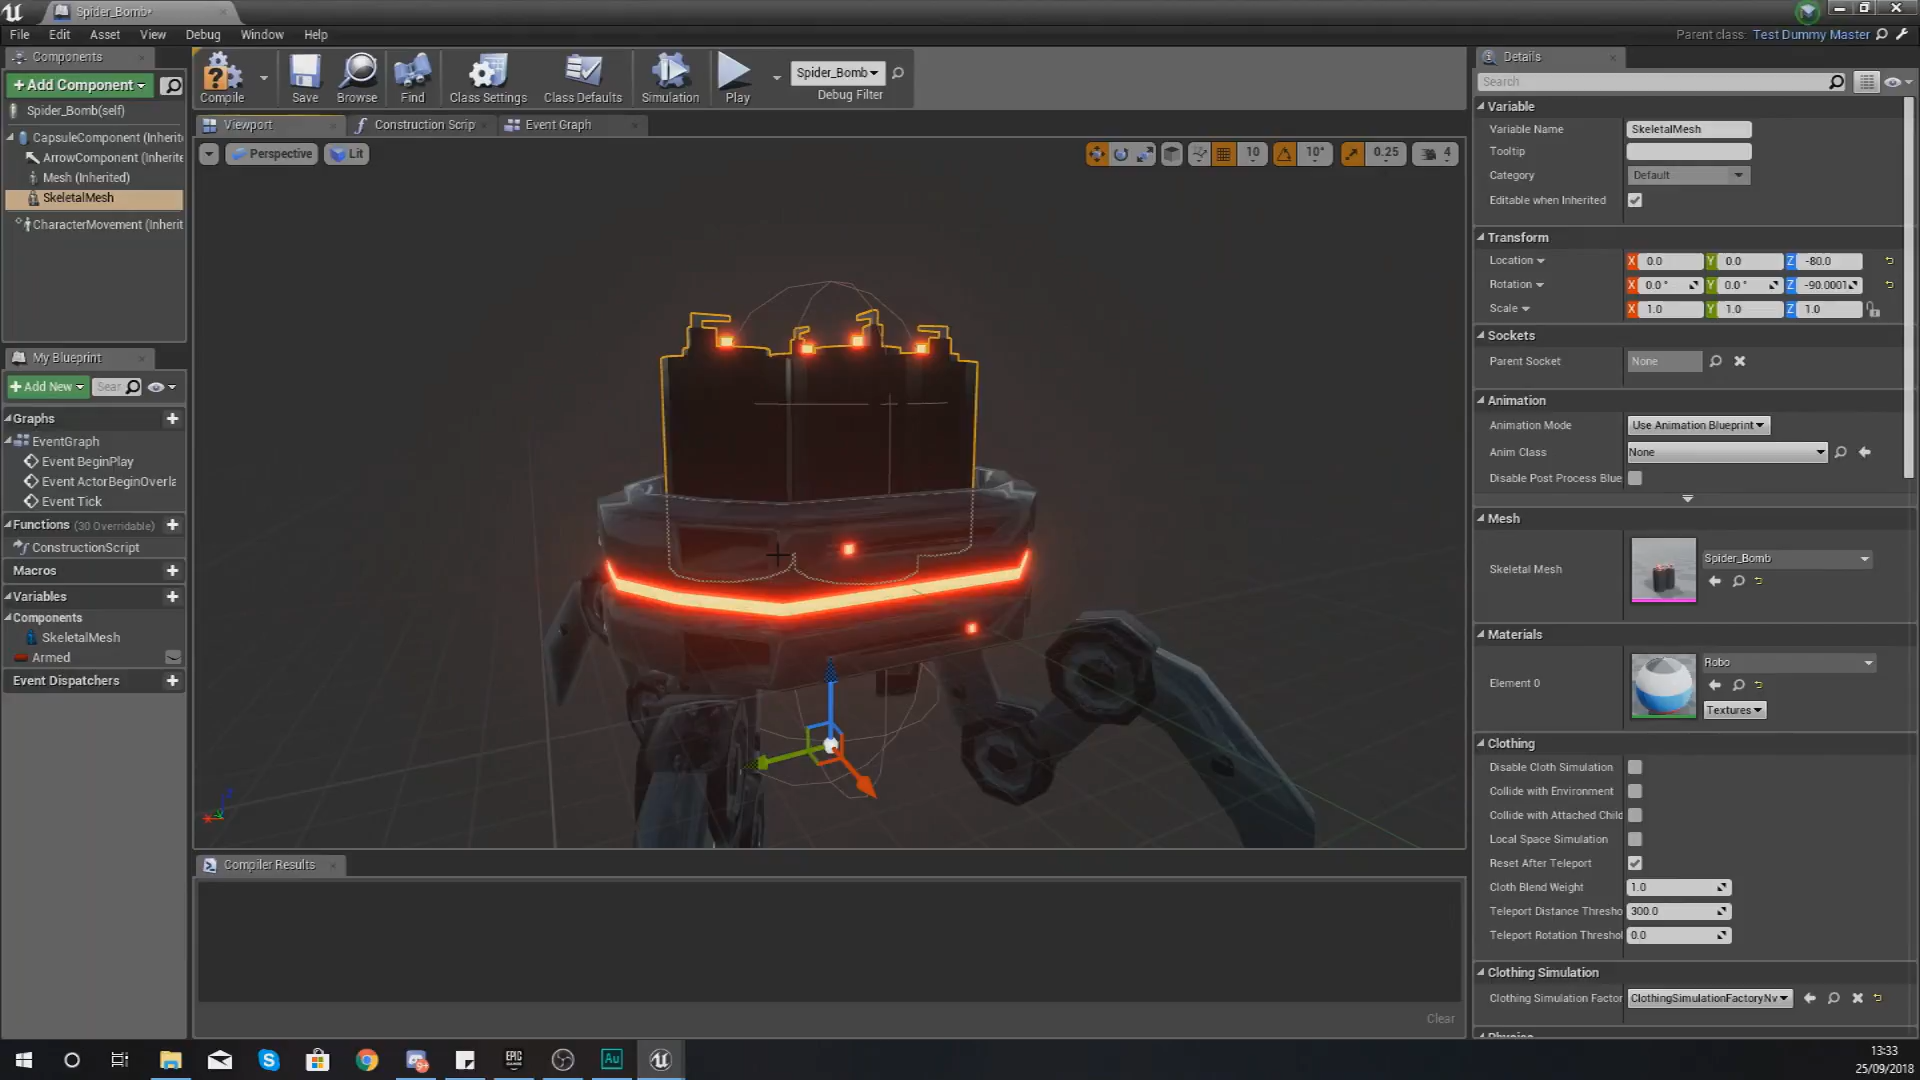 Spider_Bomb*
File Edit Asset View Debug Window Help
Parent class: Test Dummy Master
Components
+Add Component
Spider_Bomb(self)
CapsuleComponent (Inherit
ArrowComponent (Inherite
Mesh (Inherited)
SkeletalMesh
CharacterMovement (Inherit
My Blueprint
+Add New
Sear
Graphs
EventGraph
Event BeginPlay
Event ActorBeginOverla
Event Tick
Functions (30 Overridable)
ConstructionScript
Macros
Variables
Components
SkeletalMesh
Armed
Event Dispatchers
Compile
Save
Browse
Find
Class Settings
Class Defaults
Simulation
Play
Spider_Bomb
Debug Filter
Viewport
Construction Scrip
Event Graph
Perspective
Lit
10
10°
0.25
4
Compiler Results
Clear
Details
Search
Variable
Variable Name SkeletalMesh
Tooltip
Category Default
Editable when Inherited
Transform
Location X 0.0 Y 0.0 Z -80.0
Rotation X 0.0 ° Y 0.0 ° Z -90.0001
Scale X 1.0 Y 1.0 Z 1.0
Sockets
Parent Socket None
Animation
Animation Mode Use Animation Blueprint
Anim Class None
Disable Post Process Blue
Mesh
Skeletal Mesh Spider_Bomb
Materials
Element 0 Robo
Textures
Clothing
Disable Cloth Simulation
Collide with Environment
Collide with Attached Child
Local Space Simulation
Reset After Teleport
Cloth Blend Weight 1.0
Teleport Distance Thresho 300.0
Teleport Rotation Threshol 0.0
Clothing Simulation
Clothing Simulation Factor ClothingSimulationFactoryNv
Physics
EPIC
Au
13:33
25/09/2018